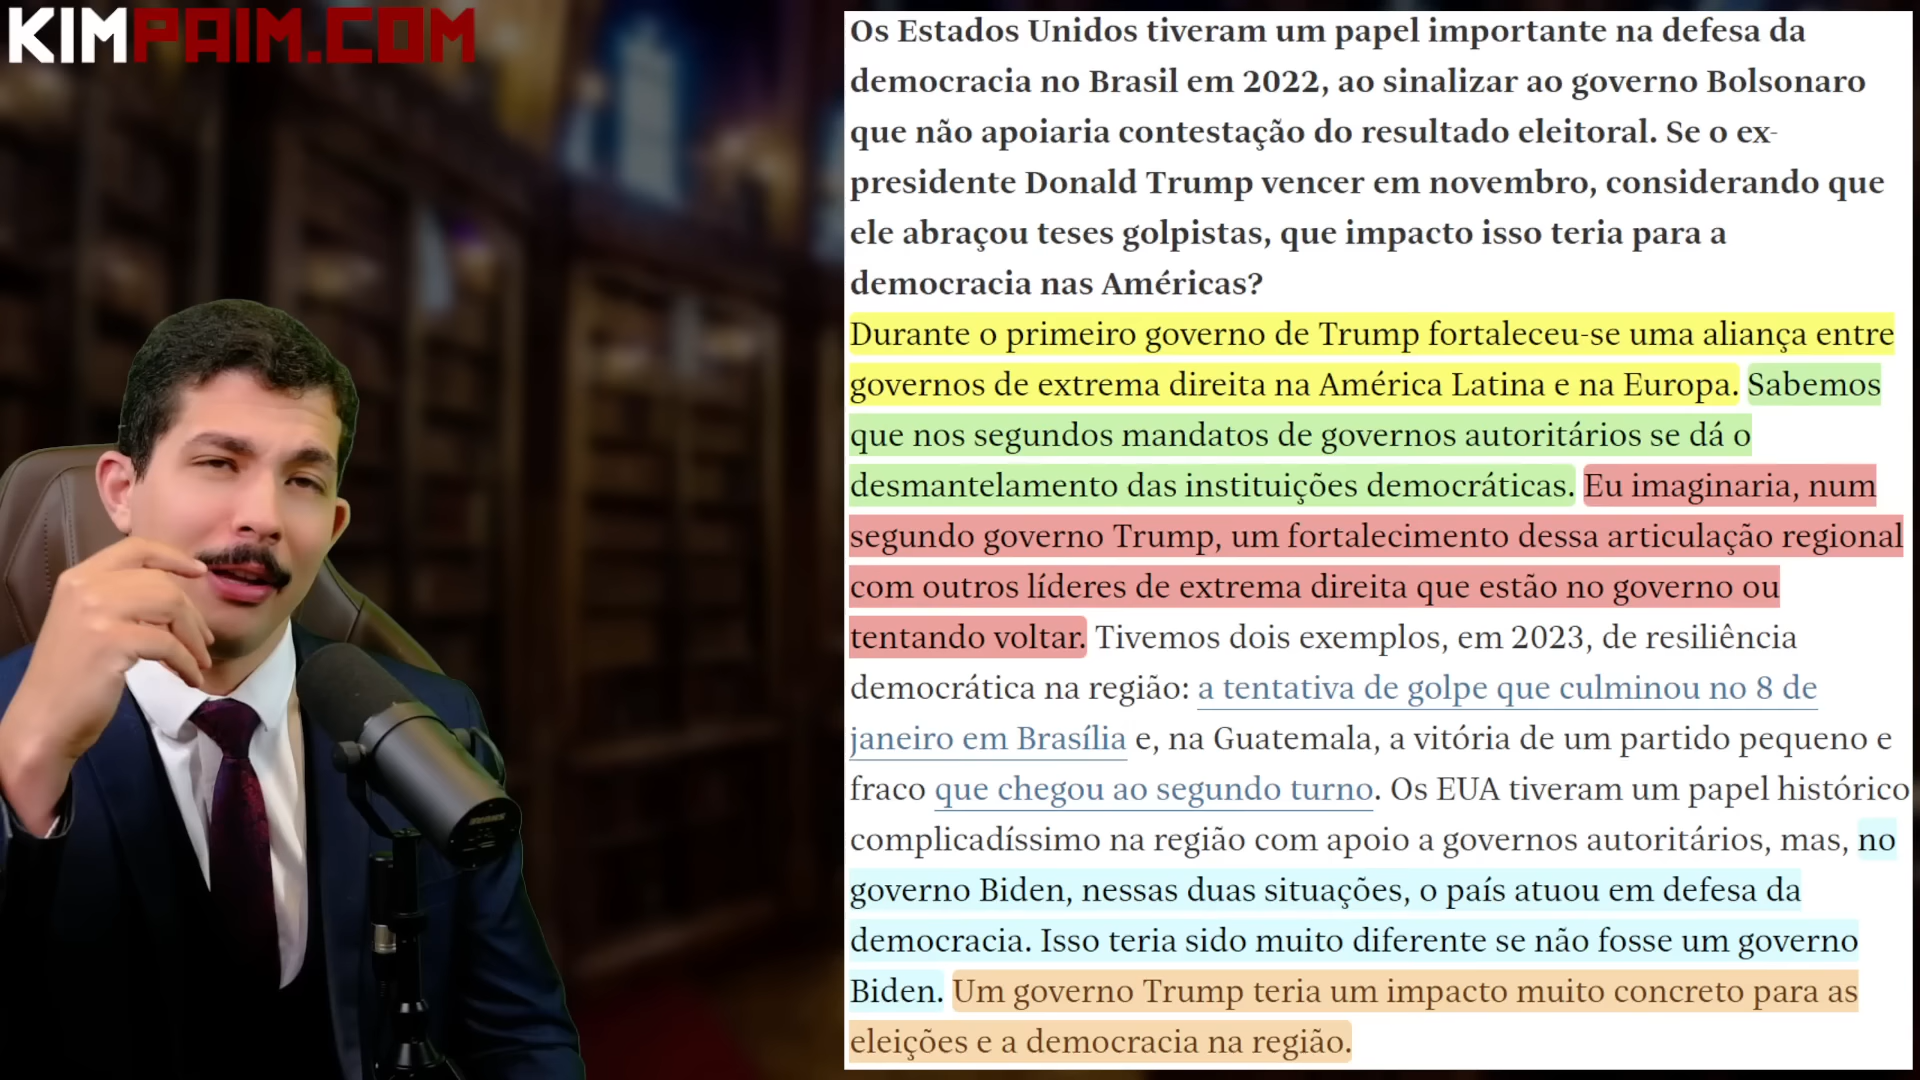 KIMPAIM.COM
Os Estados Unidos tiveram um papel importante na defesa da
democracia no Brasil em 2022, ao sinalizar ao governo Bolsonaro
que não apoiaria contestação do resultado eleitoral. Se o ex-
presidente Donald Trump vencer em novembro, considerando que
ele abraçou teses golpistas, que impacto isso teria para a
democracia nas Américas?
Durante o primeiro governo de Trump fortaleceu-se uma aliança entre
governos de extrema direita na América Latina e na Europa. Sabemos
que nos segundos mandatos de governos autoritários se dá o
desmantelamento das instituições democráticas. Eu imaginaria, num
segundo governo Trump, um fortalecimento dessa articulação regional
com outros líderes de extrema direita que estão no governo ou
tentando voltar. Tivemos dois exemplos, em 2023, de resiliência
democrática na região: a tentativa de golpe que culminou no 8 de
janeiro em Brasília e, na Guatemala, a vitória de um partido pequeno e
fraco que chegou ao segundo turno. Os EUA tiveram um papel histórico
complicadíssimo na região com apoio a governos autoritários, mas, no
governo Biden, nessas duas situações, o país atuou em defesa da
democracia. Isso teria sido muito diferente se não fosse um governo
Biden. Um governo Trump teria um impacto muito concreto para as
eleições e a democracia na região.